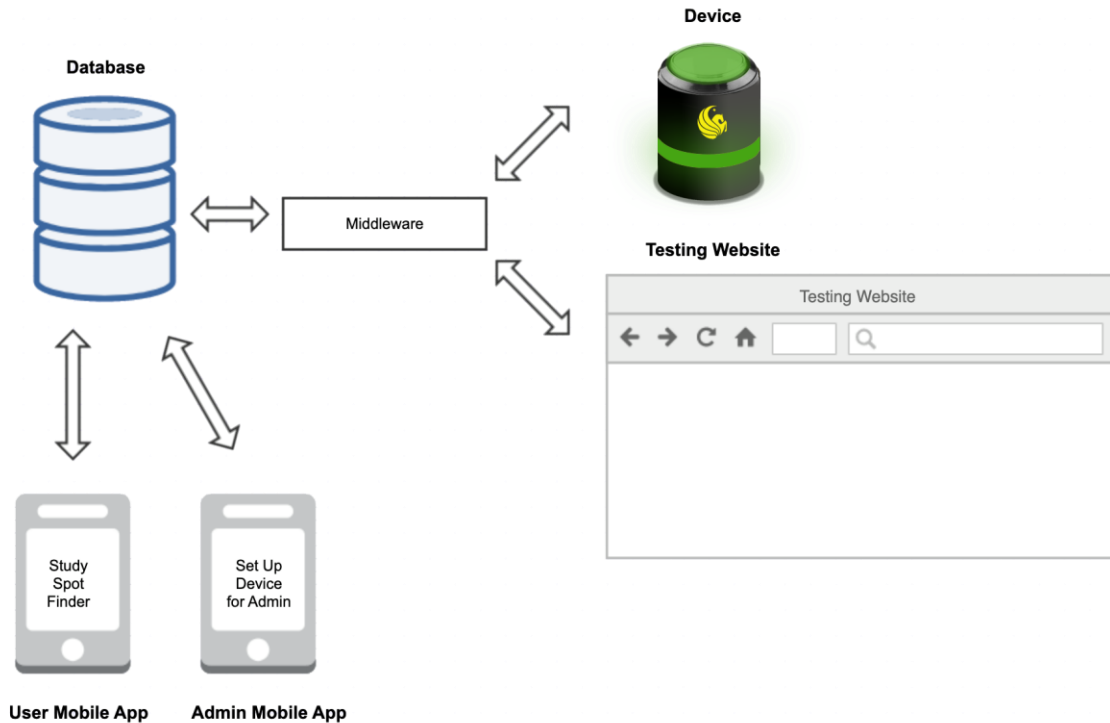 Device
Database
Middleware
Testing Website
Testing Website
Study
Spot
Finder
Set Up
Device
for Admin
User Mobile App
Admin Mobile App